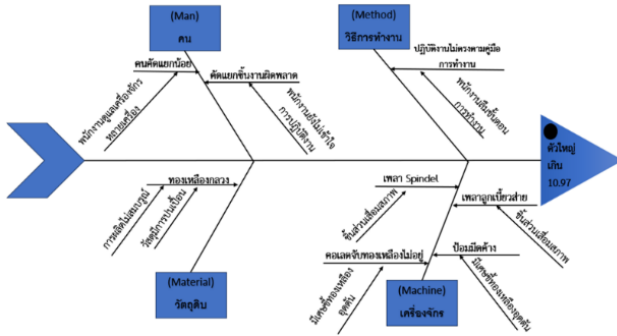 (Man)
คน
(Method)
วิธีการทำงาน
คนคัดแยกน้อย
คัดแยกชิ้นงานผิดพลาด
พนักงานดูแลเครื่องจักร
หลายเครื่อง
พนักงานยังไม่เข้าใจ
การปฏิบัติงาน
ปฏิบัติงานไม่ตรงตามคู่มือ
การทำงาน
พนักงานลืมขั้นตอน
การทำงาน
ตัวใหญ่
เกิน
10.97
ทองเหลืองกลวง
การผลิตไม่สมบูรณ์
วัสดุมีการปนเปื้อน
เพลา Spindel
ชิ้นส่วนเสื่อมสภาพ
เพลาลูกเบี้ยวส่าย
ชิ้นส่วนเสื่อมสภาพ
คอเลตจับทองเหลืองไม่อยู่
มีเศษขี้ทองเหลือง
อุดตัน
ป้อมมีดค้าง
มีเศษขี้ทองเหลืองอุดตัน
(Material)
วัตถุดิบ
(Machine)
เครื่องจักร